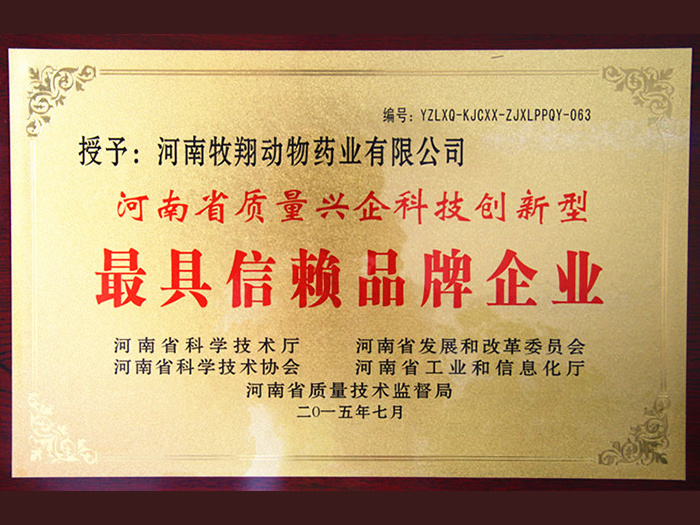 编号：YZLXQ-KJCXX-ZJXLPPQY-063
授予：河南牧翔动物药业有限公司
河南省质量兴企科技创新型
最具信赖品牌企业
河南省科学技术厅 河南省发展和改革委员会
河南省科学技术协会 河南省工业和信息化厅
河南省质量技术监督局
二〇一五年七月